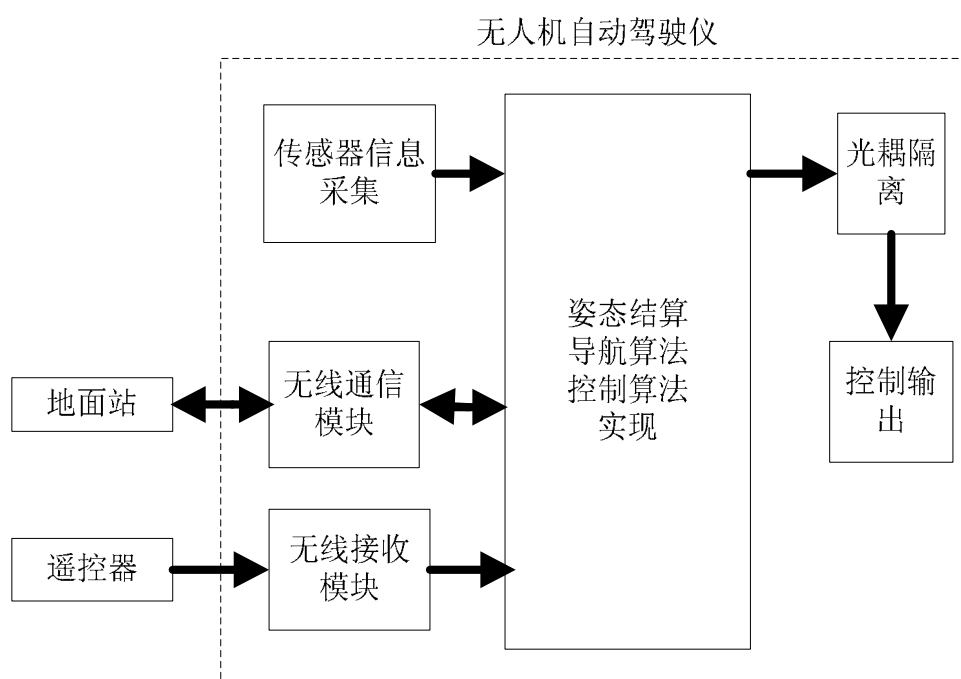 无人机自动驾驶仪
传感器信息
采集
光耦隔
离
姿态结算
导航算法
控制算法
实现
地面站
无线通信
模块
控制输
出
遥控器
无线接收
模块